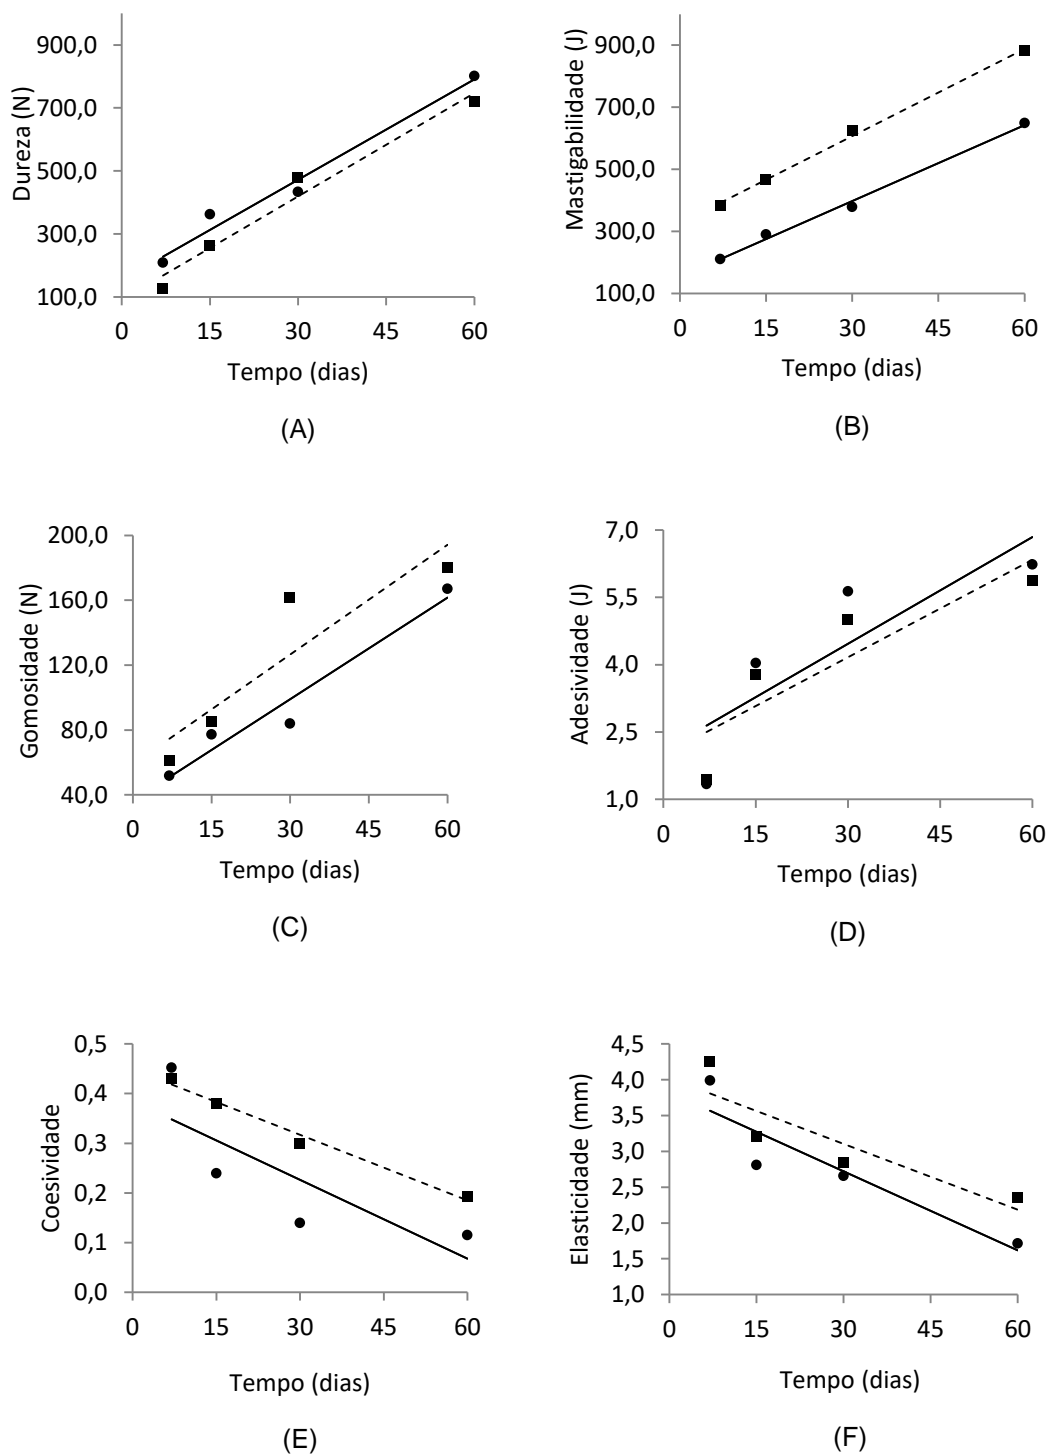 900,0
700,0
500,0
300,0
100,0
Dureza (N)
0 15 30 45 60
Tempo (dias)
(A)
900,0
700,0
500,0
300,0
100,0
Mastigabilidade (J)
0 15 30 45 60
Tempo (dias)
(B)
200,0
160,0
120,0
80,0
40,0
Gomosidade (N)
0 15 30 45 60
Tempo (dias)
(C)
7,0
5,5
4,0
2,5
1,0
Adesividade (J)
0 15 30 45 60
Tempo (dias)
(D)
0,5
0,4
0,3
0,2
0,1
0,0
Coesividade
0 15 30 45 60
Tempo (dias)
(E)
4,5
4,0
3,5
3,0
2,5
2,0
1,5
1,0
Elasticidade (mm)
0 15 30 45 60
Tempo (dias)
(F)